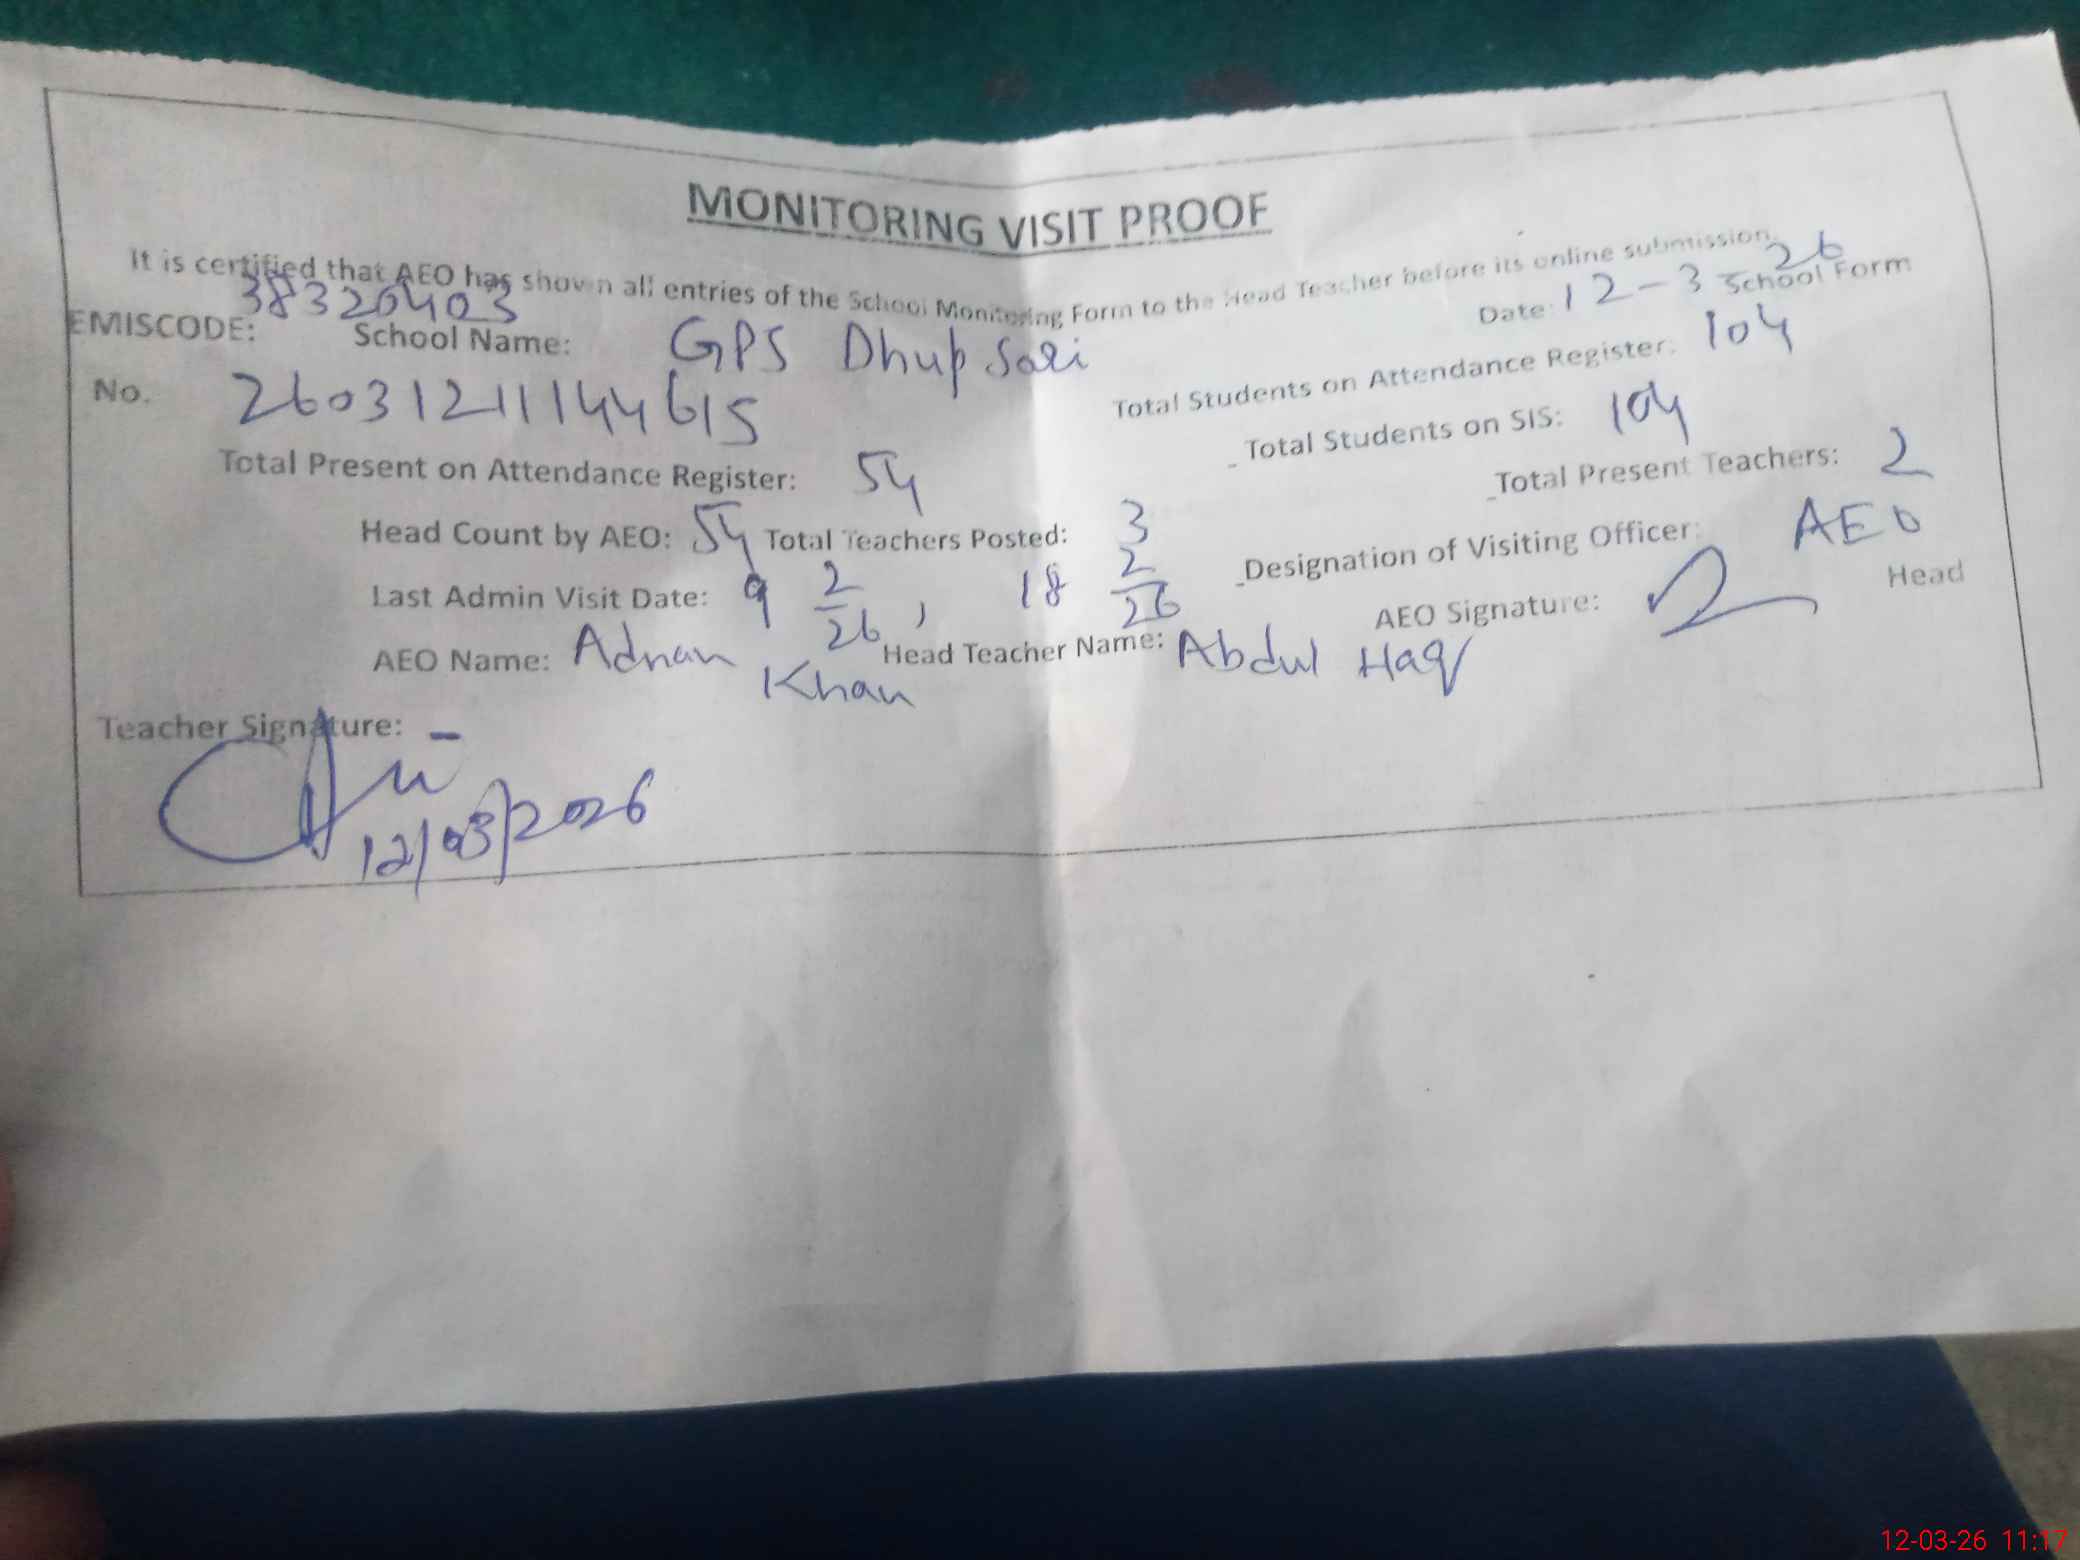 MONITORING VISIT PROOF
It is certified that AEO has shown all entries of the School Monitoring Form to the Head Teacher before its online submission.
EMISCODE: 38320403 School Name: GPS Dhup Sari Date: 12-3 26 School Form
No. 26031211144615 Total Students on Attendance Register: 104
Total Present on Attendance Register: 54 _Total Students on SIS: 104
Head Count by AEO: 54 Total Teachers Posted: 3 _Total Present Teachers: 2
Last Admin Visit Date: 9 2/26, 18 2/26 _Designation of Visiting Officer: AEO
AEO Name: Adnan Khan Head Teacher Name: Abdul Haq AEO Signature: Head
Teacher Signature:
12/03/2026
12-03-26 11:17